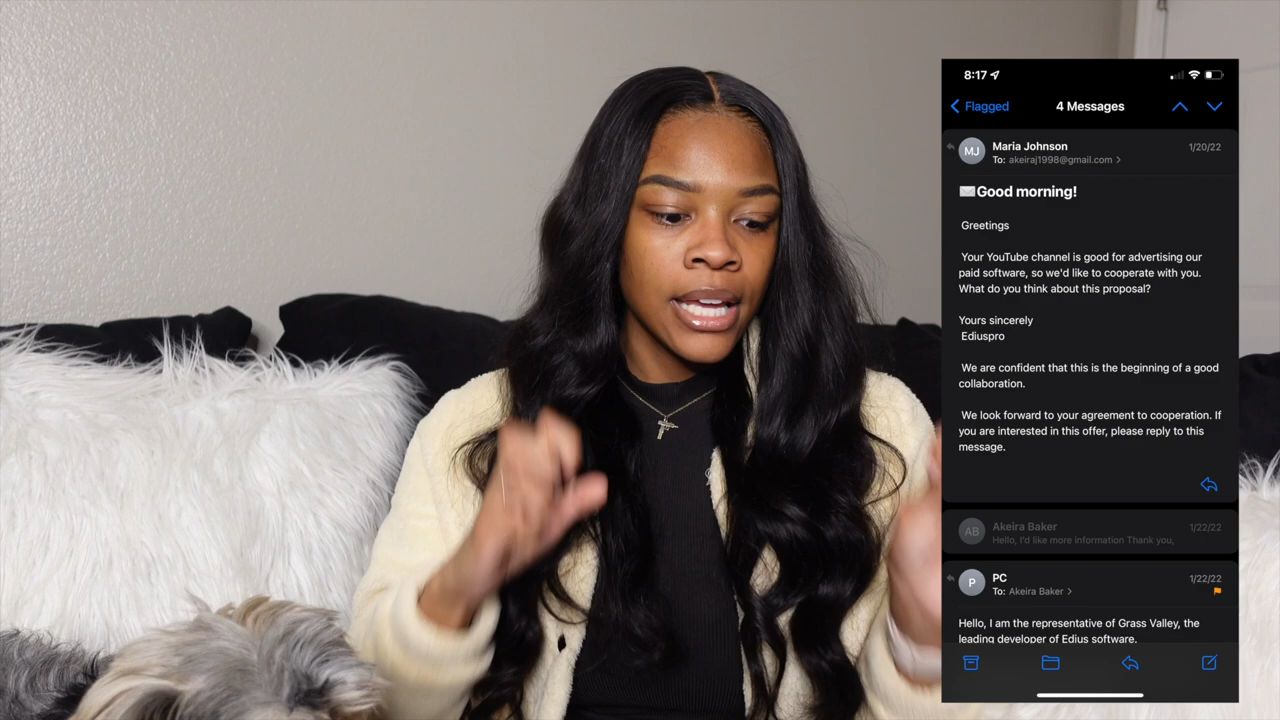 8:17
Flagged
4 Messages
MJ
Maria Johnson
1/20/22
To: akeiraj1998@gmail.com
Good morning!
Greetings
Your YouTube channel is good for advertising our
paid software, so we'd like to cooperate with you.
What do you think about this proposal?
Yours sincerely
Ediuspro
We are confident that this is the beginning of a good
collaboration.
We look forward to your agreement to cooperation. If
you are interested in this offer, please reply to this
message.
AB
Akeira Baker
1/22/22
Hello, I'd like more information Thank you,
P
PC
1/22/22
To: Akeira Baker
Hello, I am the representative of Grass Valley, the
leading developer of Edius software.